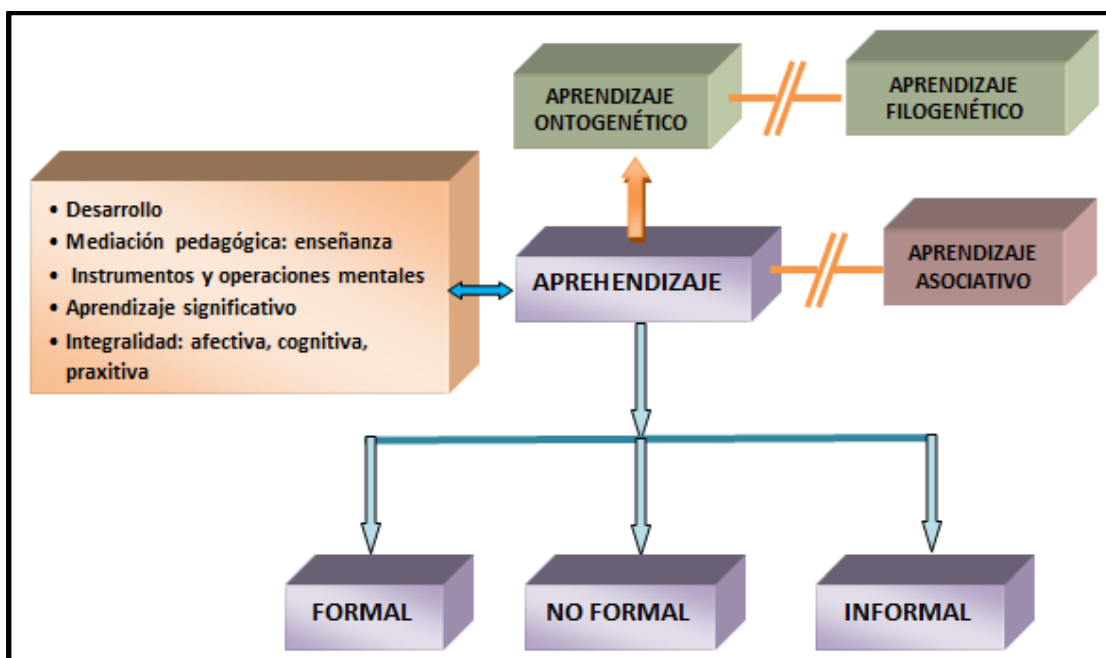 APRENDIZAJE
ONTOGENÉTICO
APRENDIZAJE
FILOGENÉTICO
• Desarrollo
• Mediación pedagógica: enseñanza
• Instrumentos y operaciones mentales
• Aprendizaje significativo
• Integralidad: afectiva, cognitiva,
praxitiva
APREHENDIZAJE
APRENDIZAJE
ASOCIATIVO
FORMAL
NO FORMAL
INFORMAL